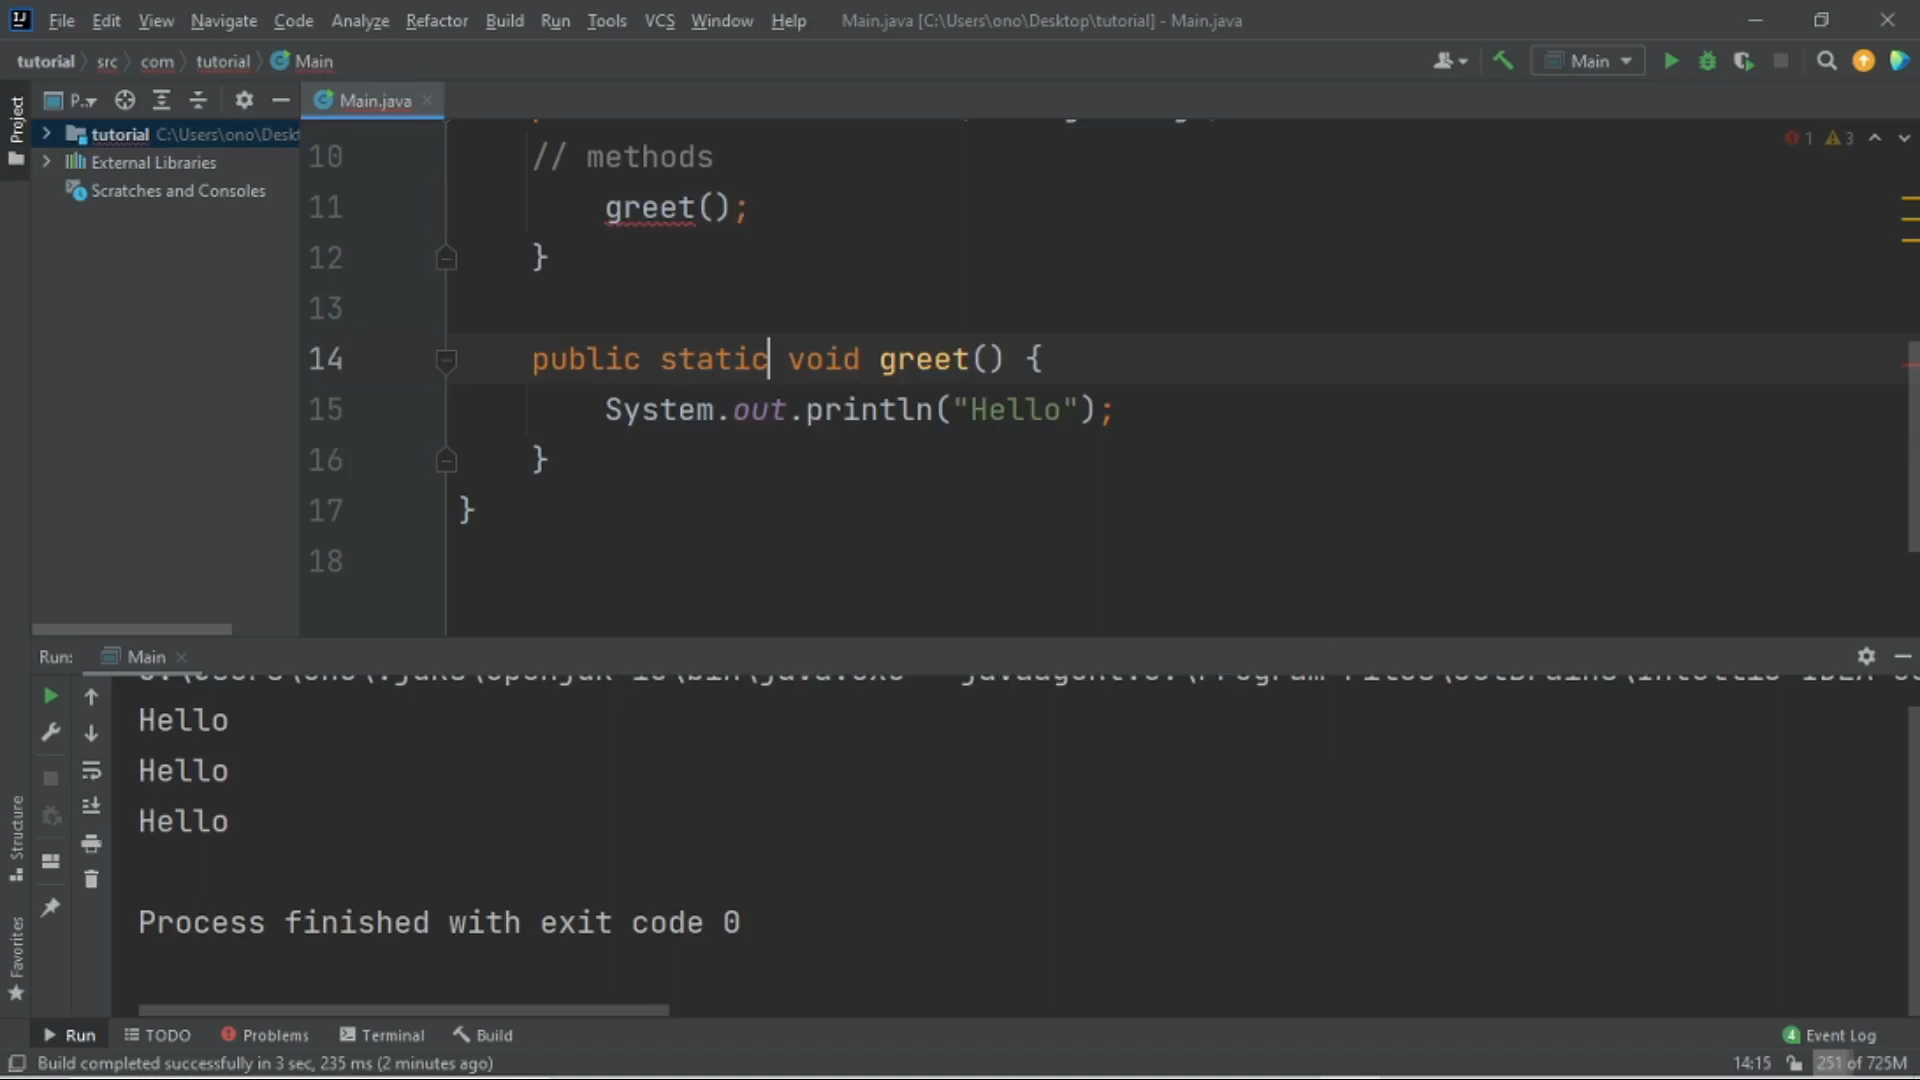 File Edit View Navigate Code Analyze Refactor Build Run Tools VCS Window Help Main.java [C:\Users\ono\Desktop\tutorial] - Main.java
tutorial src com tutorial Main
Main
Project
P...
Main.java
tutorial C:\Users\ono\Deskt
External Libraries
Scratches and Consoles
1 3
10 // methods
11 greet();
12 }
13
14 public static void greet() {
15 System.out.println("Hello");
16 }
17 }
18
Run: Main
Hello
Hello
Hello
Process finished with exit code 0
Structure
Favorites
Run TODO Problems Terminal Build
4 Event Log
Build completed successfully in 3 sec, 235 ms (2 minutes ago)
14:15 251 of 725M